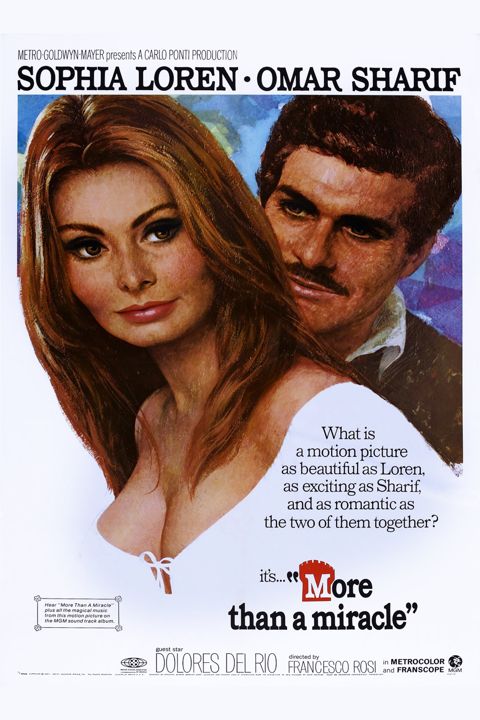 METRO-GOLDWYN-MAYER presents A CARLO PONTI PRODUCTION
SOPHIA LOREN · OMAR SHARIF
What is
a motion picture
as beautiful as Loren,
as exciting as Sharif,
and as romantic as
the two of them together?
it's... "More
than a miracle"
Hear "More Than A Miracle"
plus all the magical music
from this motion picture on
the MGM sound track album.
guest star
DOLORES DEL RIO
directed by
FRANCESCO ROSI
in METROCOLOR
and FRANSCOPE
MGM